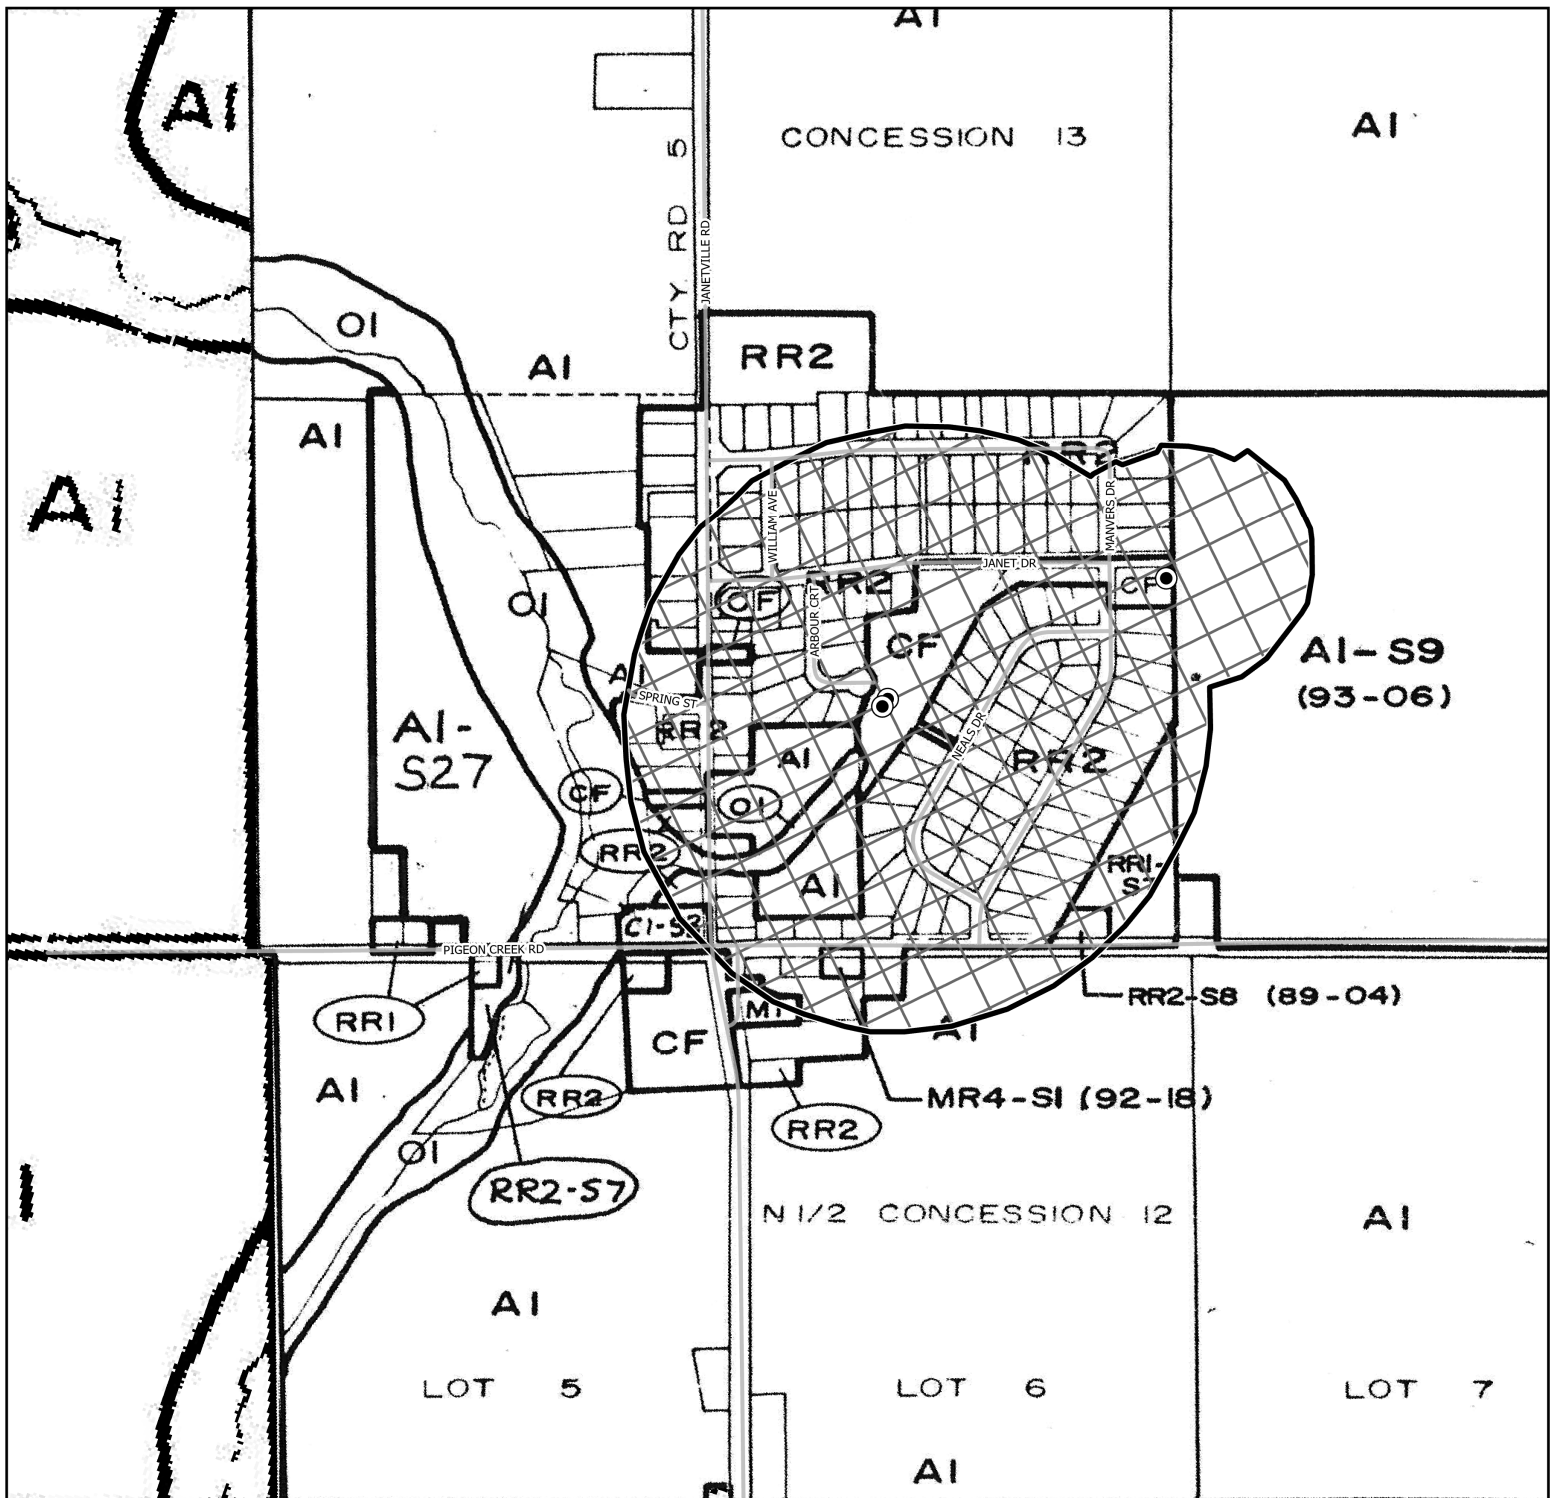 A1
A1
CONCESSION 13
A1
CTY RD 5
JANETVILLE RD
O1
A1
RR2
A1
RR2
A1
WILLIAM AVE
MANVERS DR
JANET DR
O1
CF
RR2
CF
ARBOUR CRT
CF
A1-S9
(93-06)
SPRING ST
A1-
S27
RR2
A1
NEALS DR
RR2
CF
O1
RR2
RR1-
A1
C1-S3
PIGEON CREEK RD
RR2-S8 (89-04)
RR1
M1
CF
A1
A1
RR2
MR4-S1 (92-18)
RR2
O1
RR2-S7
N 1/2 CONCESSION 12
A1
A1
LOT 5
LOT 6
LOT 7
A1